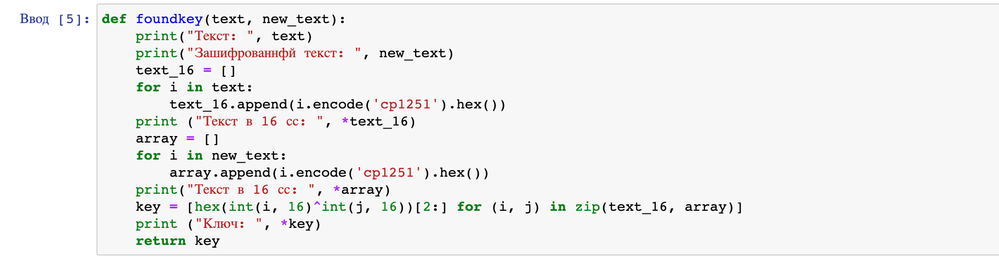 Ввод [5]: def foundkey(text, new_text):
    print("Текст: ", text)
    print("Зашифрованнфй текст: ", new_text)
    text_16 = []
    for i in text:
        text_16.append(i.encode('cp1251').hex())
    print ("Текст в 16 сс: ", *text_16)
    array = []
    for i in new_text:
        array.append(i.encode('cp1251').hex())
    print("Текст в 16 сс: ", *array)
    key = [hex(int(i, 16)^int(j, 16))[2:] for (i, j) in zip(text_16, array)]
    print ("Ключ: ", *key)
    return key